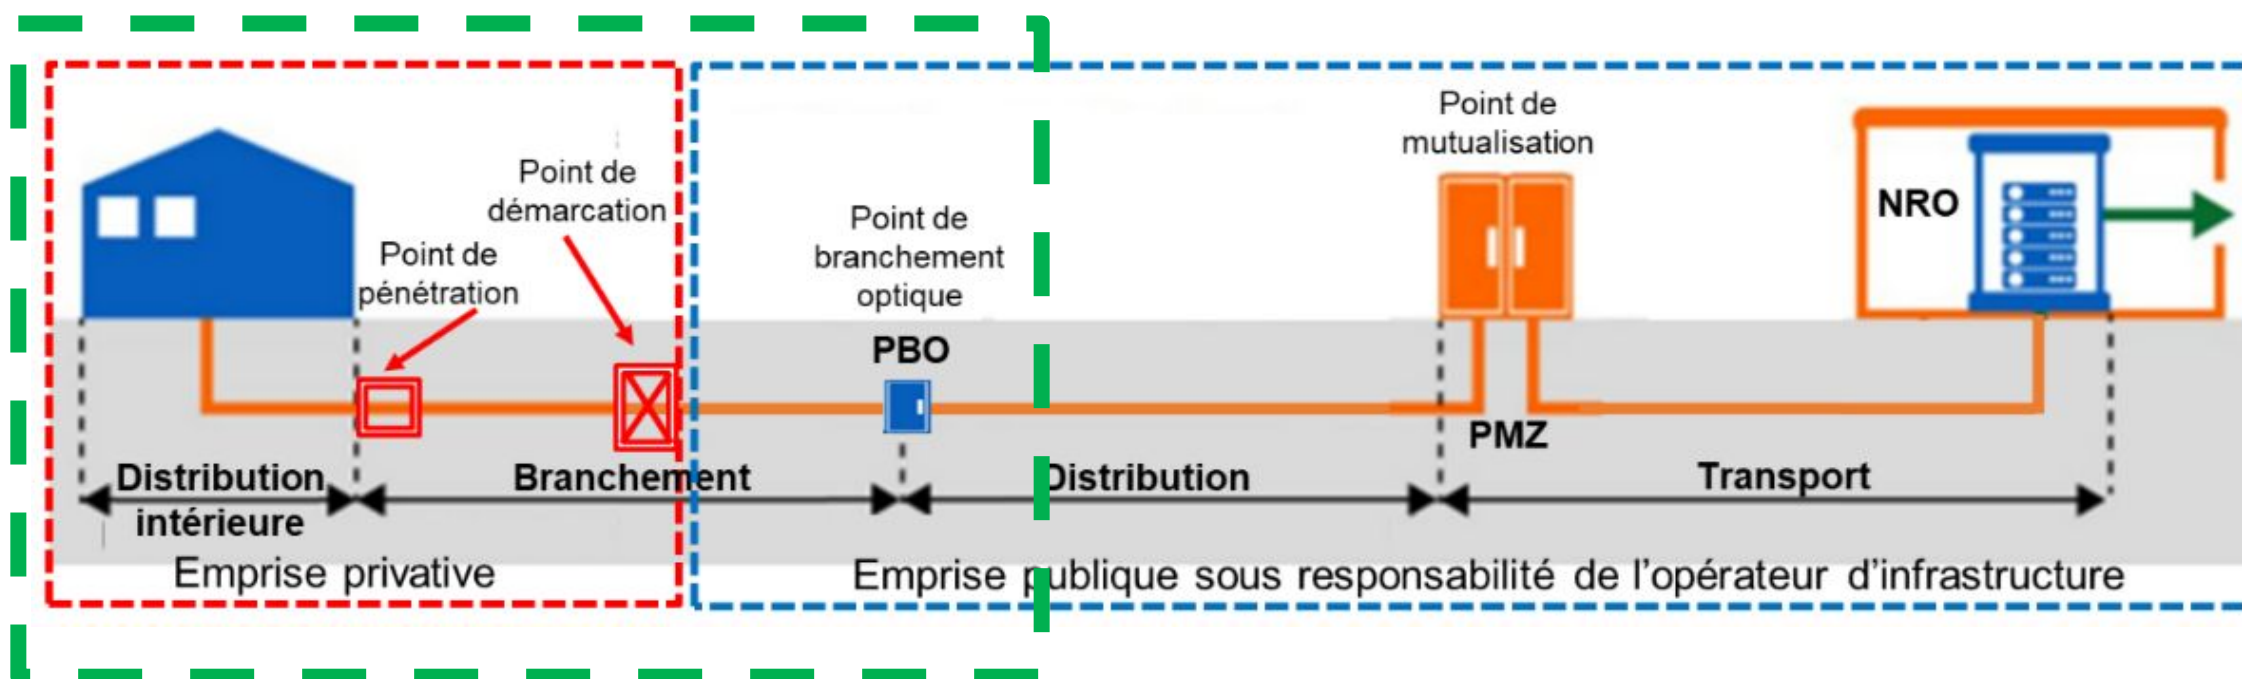 Point de
démarcation
Point de
pénétration
Point de
branchement
optique
PBO
Point de
mutualisation
PMZ
NRO
Distribution
intérieure
Branchement
Distribution
Transport
Emprise privative
Emprise publique sous responsabilité de l'opérateur d'infrastructure